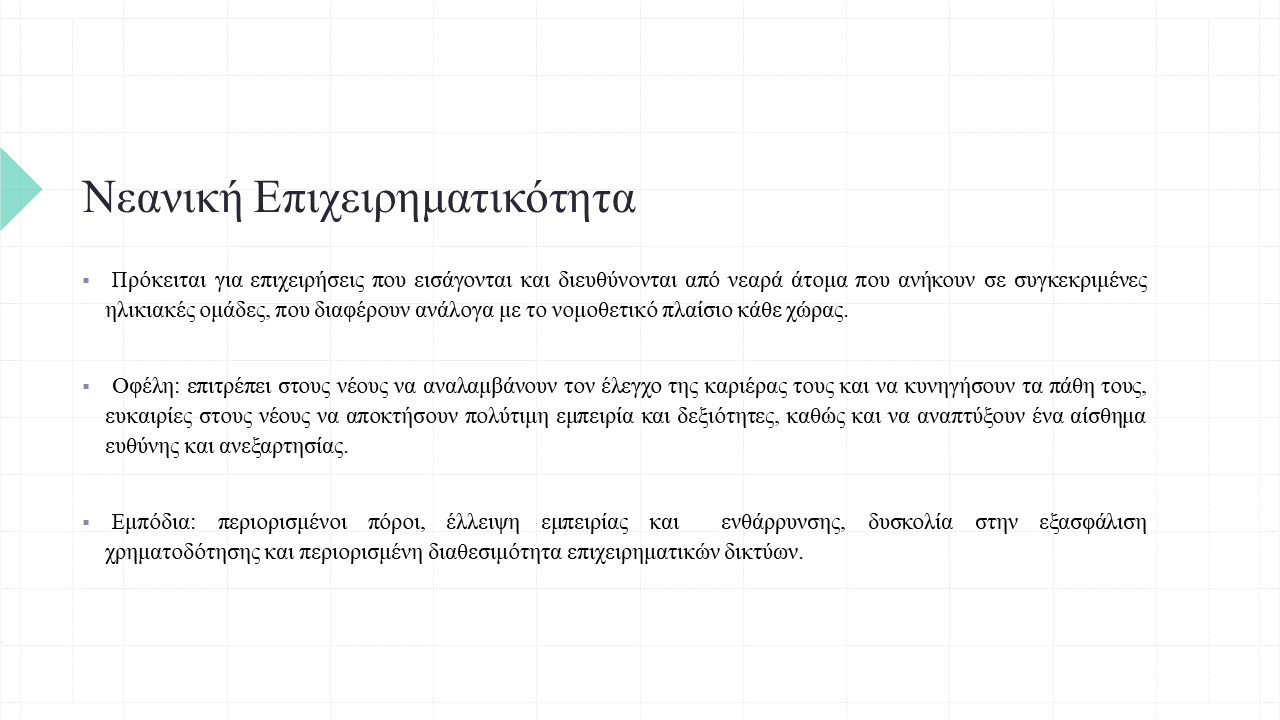 Νεανική Επιχειρηματικότητα
▪ Πρόκειται για επιχειρήσεις που εισάγονται και διευθύνονται από νεαρά άτομα που ανήκουν σε συγκεκριμένες
ηλικιακές ομάδες, που διαφέρουν ανάλογα με το νομοθετικό πλαίσιο κάθε χώρας.
▪ Οφέλη: επιτρέπει στους νέους να αναλαμβάνουν τον έλεγχο της καριέρας τους και να κυνηγήσουν τα πάθη τους,
ευκαιρίες στους νέους να αποκτήσουν πολύτιμη εμπειρία και δεξιότητες, καθώς και να αναπτύξουν ένα αίσθημα
ευθύνης και ανεξαρτησίας.
▪ Εμπόδια: περιορισμένοι πόροι, έλλειψη εμπειρίας και ενθάρρυνσης, δυσκολία στην εξασφάλιση
χρηματοδότησης και περιορισμένη διαθεσιμότητα επιχειρηματικών δικτύων.